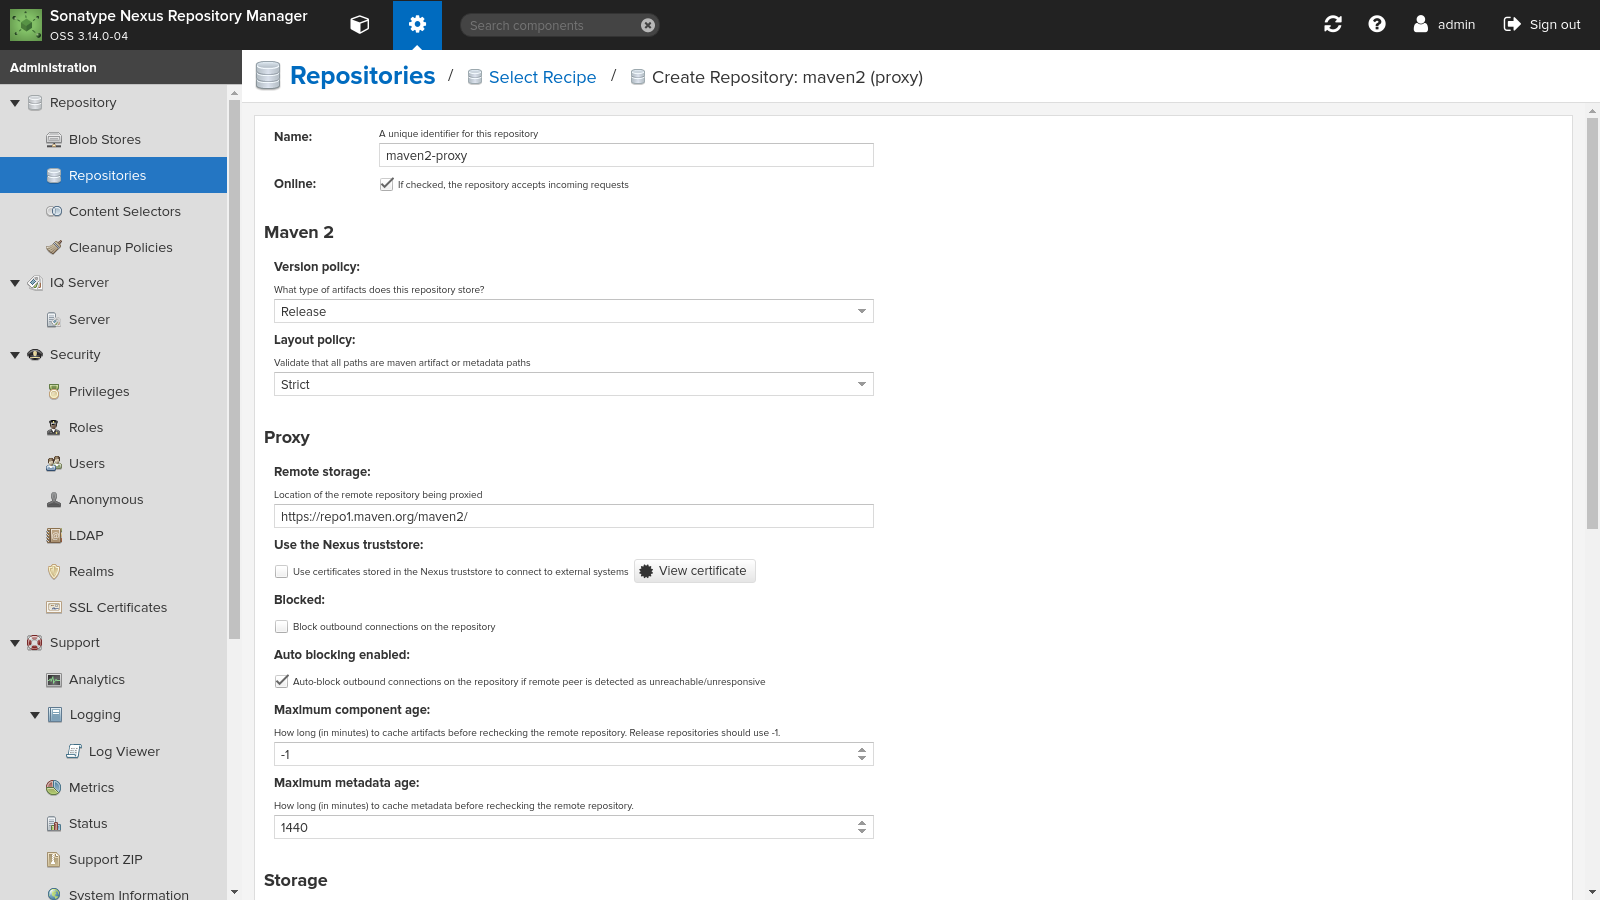 Sonatype Nexus Repository Manager
OSS 3.14.0-04
Search components
admin
Sign out
Administration
Repository
Blob Stores
Repositories
Content Selectors
Cleanup Policies
IQ Server
Server
Security
Privileges
Roles
Users
Anonymous
LDAP
Realms
SSL Certificates
Support
Analytics
Logging
Log Viewer
Metrics
Status
Support ZIP
System Information
Repositories / Select Recipe / Create Repository: maven2 (proxy)
Name:
A unique identifier for this repository
maven2-proxy
Online:
If checked, the repository accepts incoming requests
Maven 2
Version policy:
What type of artifacts does this repository store?
Release
Layout policy:
Validate that all paths are maven artifact or metadata paths
Strict
Proxy
Remote storage:
Location of the remote repository being proxied
https://repo1.maven.org/maven2/
Use the Nexus truststore:
Use certificates stored in the Nexus truststore to connect to external systems
View certificate
Blocked:
Block outbound connections on the repository
Auto blocking enabled:
Auto-block outbound connections on the repository if remote peer is detected as unreachable/unresponsive
Maximum component age:
How long (in minutes) to cache artifacts before rechecking the remote repository. Release repositories should use -1.
-1
Maximum metadata age:
How long (in minutes) to cache metadata before rechecking the remote repository.
1440
Storage